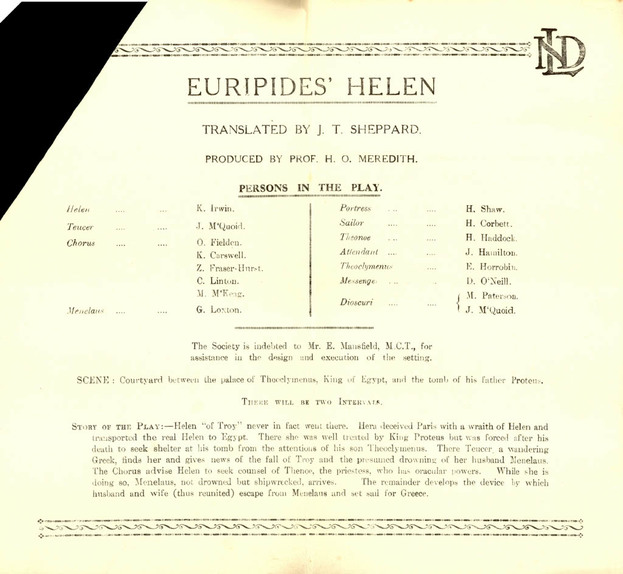 NLD
EURIPIDES' HELEN
TRANSLATED BY J. T. SHEPPARD.
PRODUCED BY PROF. H. O. MEREDITH.
PERSONS IN THE PLAY.
Helen .... ... K. Irwin.
Teucer .... .... J. M'Quoid.
Chorus .... .... O. Fielden.
K. Carswell.
Z. Fraser-Hurst.
C. Linton.
M.
Menelaus .... .... G. Loxton.
Portress ... .... H. Shaw.
Sailor ... .... H. Corbett.
Theonoe ... .... H. Haddock.
Attendant .... .... J. Hamilton.
Theoclymenus .... E. Horrobin.
Messenge ... .. D. O'Neill.
Dioscuri ... .... { M. Paterson.
J. M'Quoid.
The Society is indebted to Mr. E. Mansfield, M.C.T., for
assistance in the design and execution of the setting.
SCENE : Courtyard between the palace of Theoclymenus, King of Egypt, and the tomb of his father Proteus.
THERE WILL BE TWO INTERVALS.
STORY OF THE PLAY:—Helen "of Troy" never in fact went there. Hera deceived Paris with a wraith of Helen and
transported the real Helen to Egypt. There she was well treated by King Proteus but was forced after his
death to seek shelter at his tomb from the attentions of his son Theoclymenus. There Teucer, a wandering
Greek, finds her and gives news of the fall of Troy and the presumed drowning of her husband Menelaus.
The Chorus advise Helen to seek counsel of Thenoe, the priestess, who has oracular powers. While she is
doing so, Menelaus, not drowned but shipwrecked, arrives. The remainder develops the device by which
husband and wife (thus reunited) escape from Menelaus and set sail for Greece.